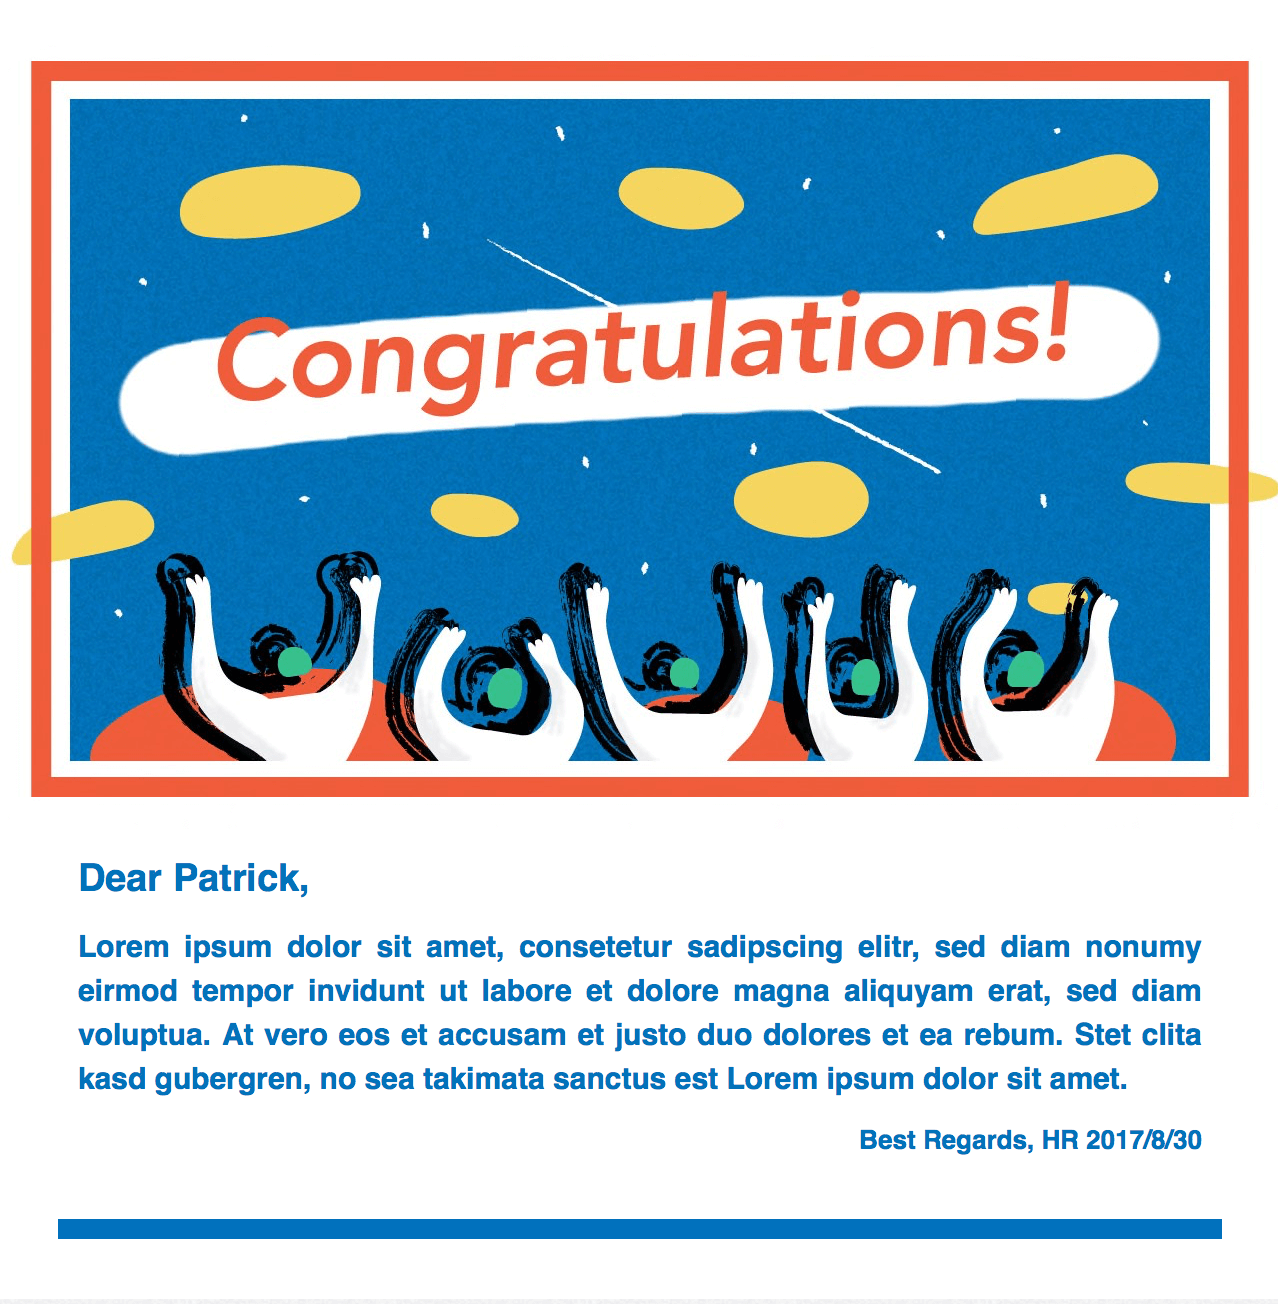 Congratulations!
Dear Patrick,
Lorem ipsum dolor sit amet, consetetur sadipscing elitr, sed diam nonumy
eirmod tempor invidunt ut labore et dolore magna aliquyam erat, sed diam
voluptua. At vero eos et accusam et justo duo dolores et ea rebum. Stet clita
kasd gubergren, no sea takimata sanctus est Lorem ipsum dolor sit amet.
Best Regards, HR 2017/8/30